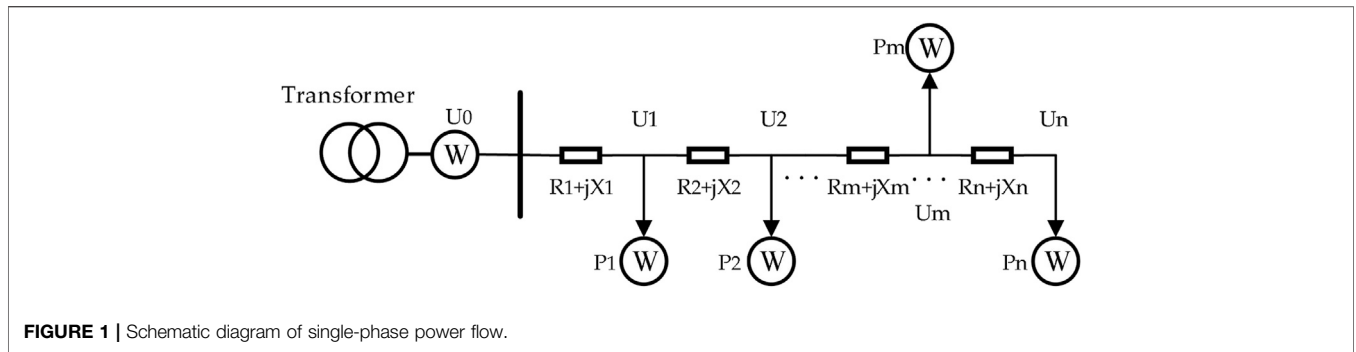 Pm W
Transformer
U0 U1 U2 Un
W
R1+jX1 R2+jX2 ... Rm+jXm ... Rn+jXn
Um
P1 W P2 W Pn W
FIGURE 1 | Schematic diagram of single-phase power flow.